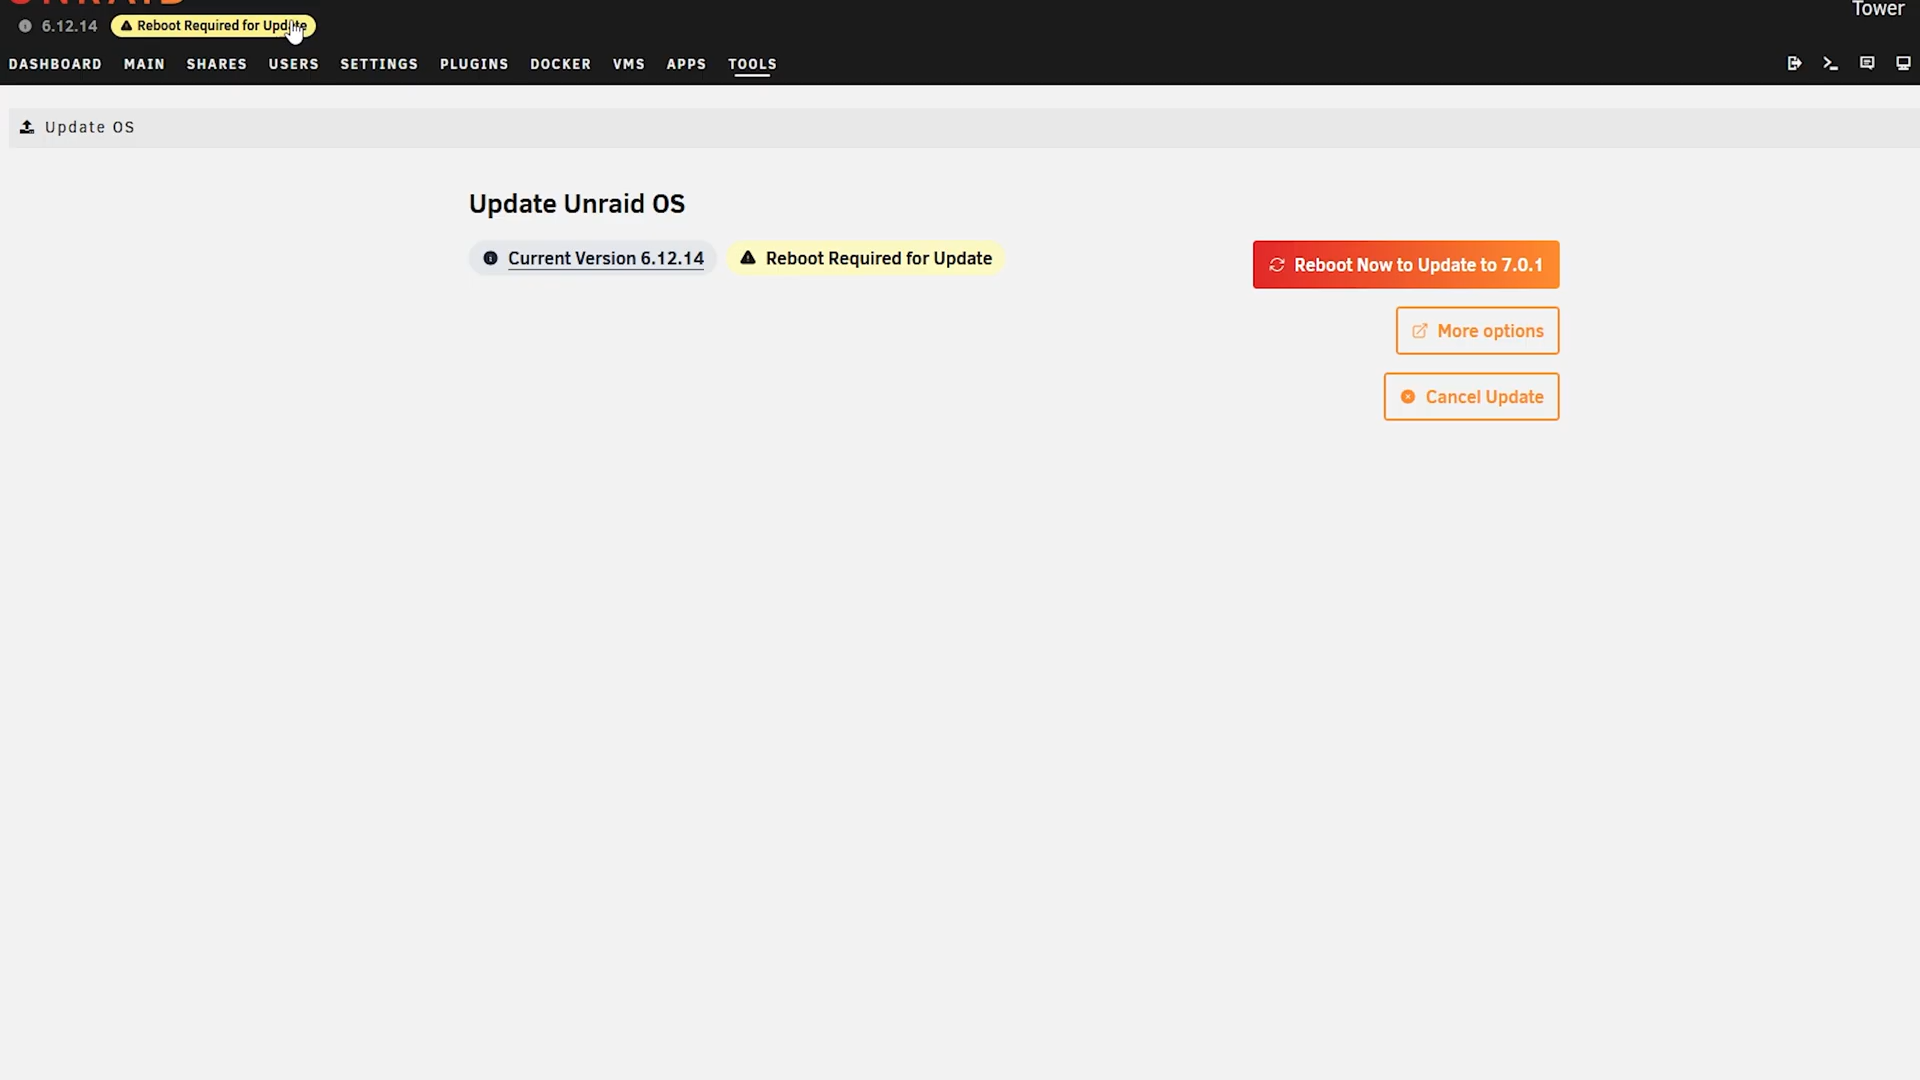 UNRAID
Tower
6.12.14 Reboot Required for Update
DASHBOARD MAIN SHARES USERS SETTINGS PLUGINS DOCKER VMS APPS TOOLS
Update OS
Update Unraid OS
Current Version 6.12.14 Reboot Required for Update
Reboot Now to Update to 7.0.1
More options
Cancel Update